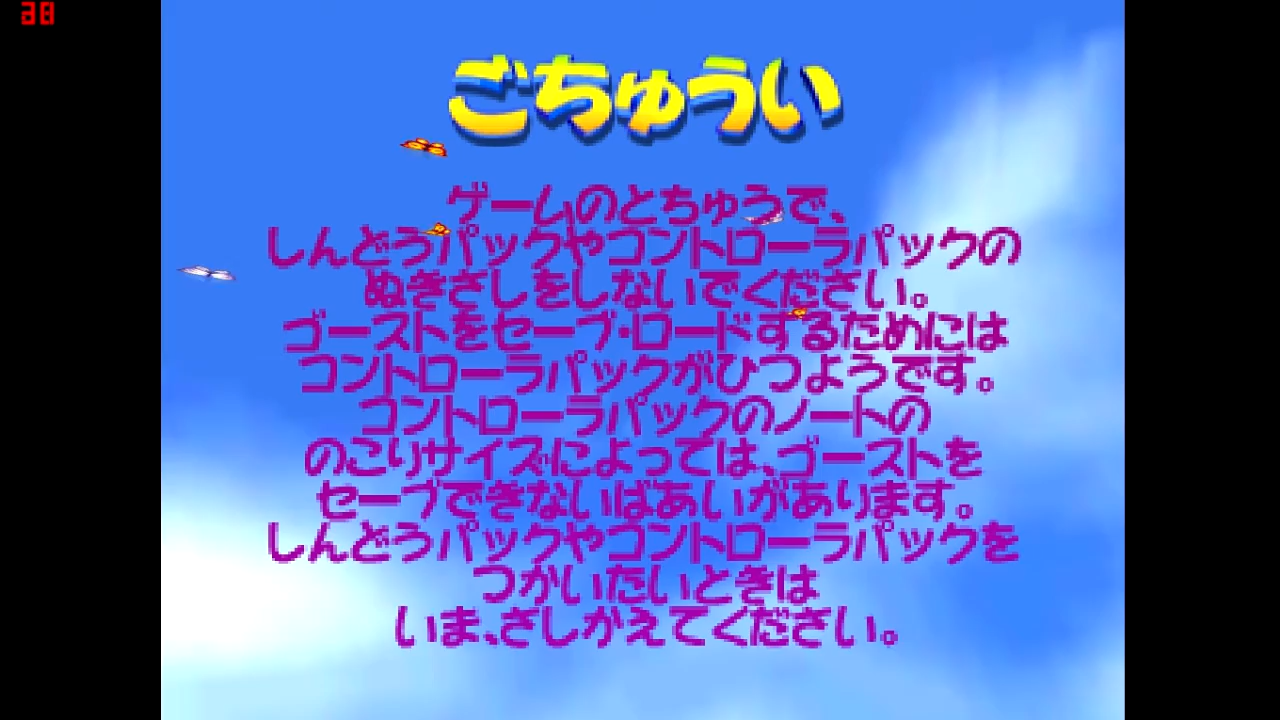 38
ごちゅうい
ゲームのとちゅうで、
しんどうパックやコントローラパックの
ぬきさしをしないでください。
ゴーストをセーブ・ロードするためには
コントローラパックがひつようです。
コントローラパックのノートの
のこりサイズによっては、ゴーストを
セーブできないばあいがあります。
しんどうパックやコントローラパックを
つかいたいときは
いま、さしかえてください。